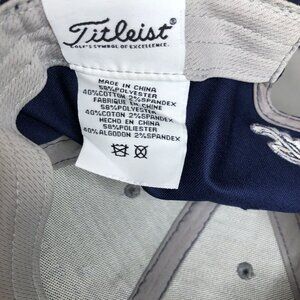 Titleist
GOLF'S SYMBOL OF EXCELLENCE.
MADE IN CHINA
58%POLYESTER
40%COTTON 2%SPANDEX
FABRIQUE EN CHINE
58%POLYESTER
40%COTON 2%SPANDEX
HECHO EN CHINA
58%POLIESTER
40%ALGODON 2%SPANDEX